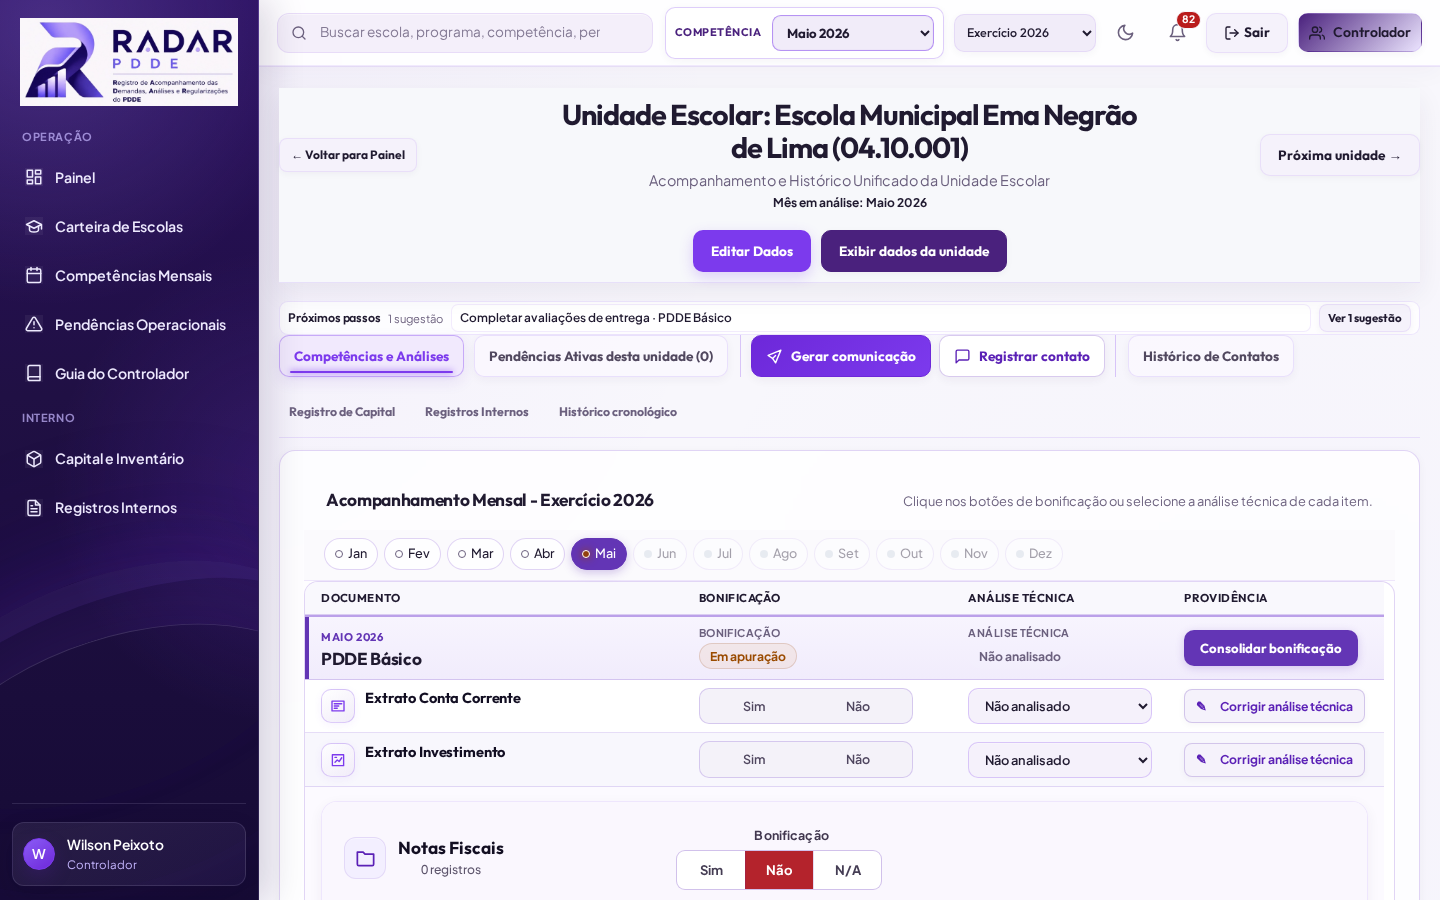 RADAR
PDDE
Registro de Acompanhamento das
Demandas, Análises e Regularizações
do PDDE
OPERAÇÃO
Painel
Carteira de Escolas
Competências Mensais
Pendências Operacionais
Guia do Controlador
INTERNO
Capital e Inventário
Registros Internos
W
Wilson Peixoto
Controlador
Buscar escola, programa, competência, per
COMPETÊNCIA
Maio 2026
Exercício 2026
82
Sair
Controlador
← Voltar para Painel
Unidade Escolar: Escola Municipal Ema Negrão
de Lima (04.10.001)
Acompanhamento e Histórico Unificado da Unidade Escolar
Mês em análise: Maio 2026
Próxima unidade →
Editar Dados
Exibir dados da unidade
Próximos passos 1 sugestão Completar avaliações de entrega · PDDE Básico Ver 1 sugestão
Competências e Análises
Pendências Ativas desta unidade (0)
Gerar comunicação
Registrar contato
Histórico de Contatos
Registro de Capital
Registros Internos
Histórico cronológico
Acompanhamento Mensal - Exercício 2026
Clique nos botões de bonificação ou selecione a análise técnica de cada item.
Jan Fev Mar Abr Mai Jun Jul Ago Set Out Nov Dez
DOCUMENTO BONIFICAÇÃO ANÁLISE TÉCNICA PROVIDÊNCIA
MAIO 2026
PDDE Básico
BONIFICAÇÃO
Em apuração
ANÁLISE TÉCNICA
Não analisado
Consolidar bonificação
Extrato Conta Corrente
Sim Não
Não analisado
✎ Corrigir análise técnica
Extrato Investimento
Sim Não
Não analisado
✎ Corrigir análise técnica
Notas Fiscais
0 registros
Bonificação
Sim Não N/A